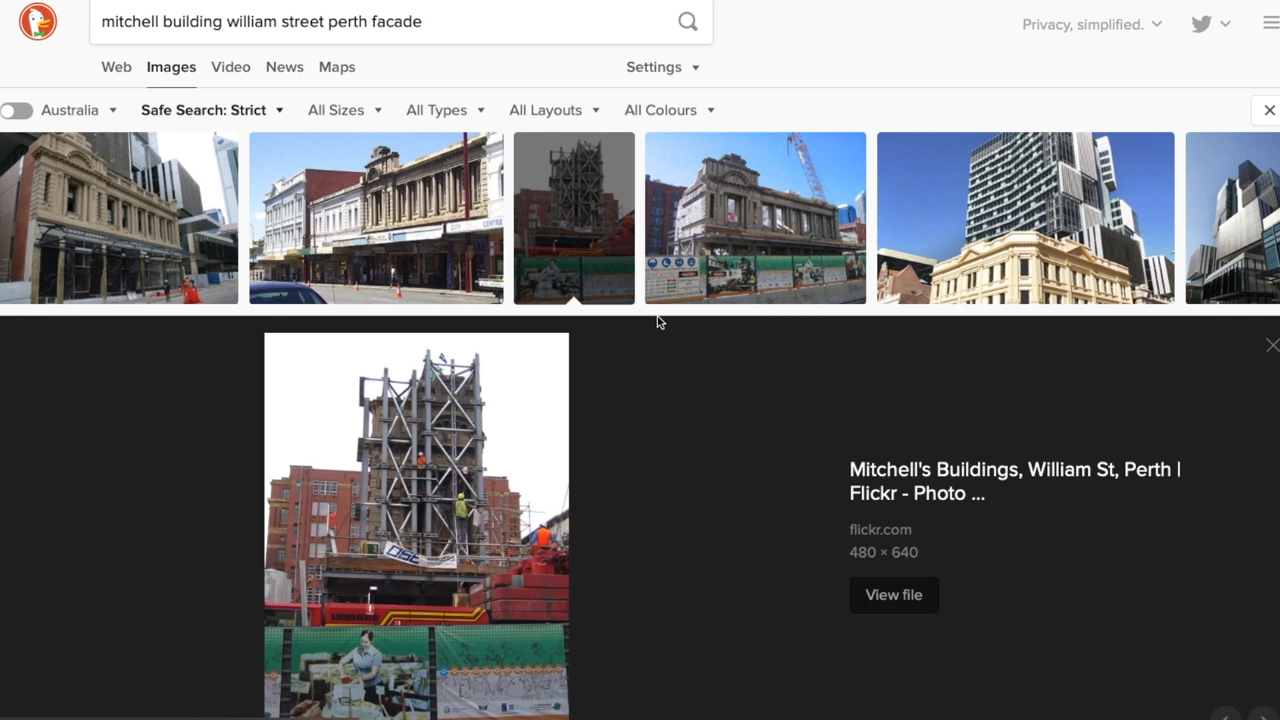 mitchell building william street perth facade
Privacy, simplified.
Web Images Video News Maps Settings
Australia Safe Search: Strict All Sizes All Types All Layouts All Colours
CITY CENTRE
Mitchell's Buildings, William St, Perth |
Flickr - Photo ...
flickr.com
480 × 640
View file